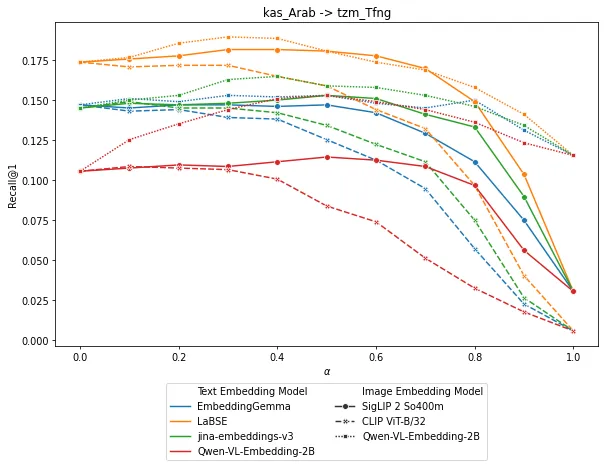 kas_Arab -> tzm_Tfng
Recall@1
0.175
0.150
0.125
0.100
0.075
0.050
0.025
0.000
0.0 0.2 0.4 0.6 0.8 1.0
α
Text Embedding Model
EmbeddingGemma
LaBSE
jina-embeddings-v3
Qwen-VL-Embedding-2B
Image Embedding Model
SigLIP 2 So400m
CLIP ViT-B/32
Qwen-VL-Embedding-2B